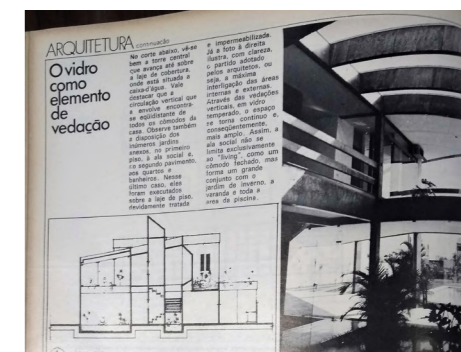 ARQUITETURA continuação
O vidro
como
elemento
de
vedação
No corte abaixo, vê-se
bem a torre central
que avança até sobre
a laje de cobertura,
onde está situada a
caixa-d'água. Vale
destacar que a
circulação vertical que
a envolve encontra-
se eqüidistante de
todos os cômodos da
casa. Observe também
a disposição dos
inúmeros jardins
anexos, no primeiro
piso, à ala social e,
no segundo pavimento,
aos quartos e
banheiros. Nesse
último caso, eles
foram executados
sobre a laje de piso,
devidamente tratada
e impermeabilizada.
Já a foto à direita
ilustra, com clareza,
o partido adotado
pelos arquitetos, ou
seja, a máxima
interligação das áreas
internas e externas.
Através das vedações
verticais, em vidro
temperado, o espaço
se torna contínuo e,
conseqüentemente,
mais amplo. Assim, a
ala social não se
limita exclusivamente
ao "living", como um
cômodo fechado, mas
forma um grande
conjunto com o
jardim de inverno, a
varanda e toda a
área da piscina.